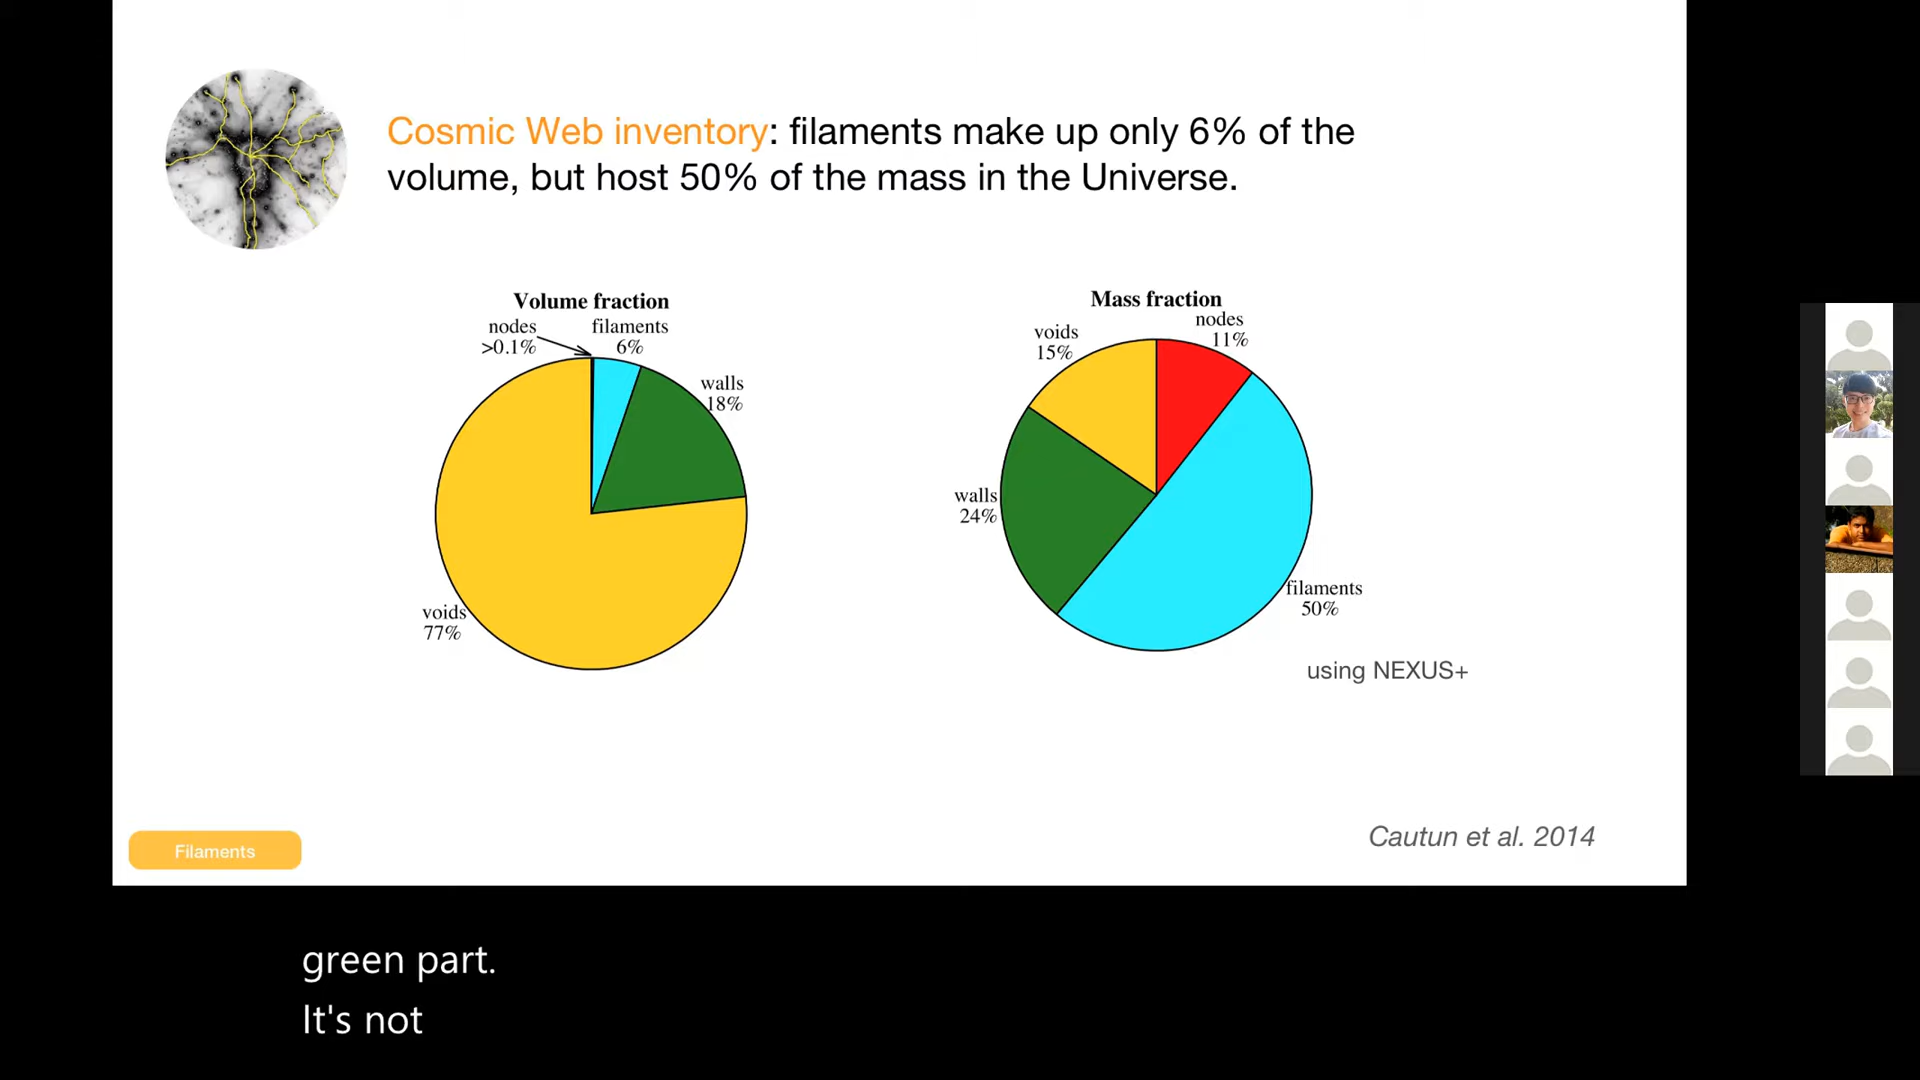 Cosmic Web inventory: filaments make up only 6% of the
volume, but host 50% of the mass in the Universe.
Volume fraction
nodes
>0.1%
filaments
6%
walls
18%
voids
77%
Mass fraction
voids
15%
nodes
11%
walls
24%
filaments
50%
using NEXUS+
Cautun et al. 2014
Filaments
green part.
It's not